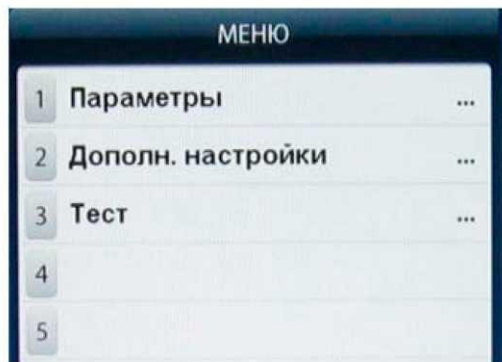 МЕНЮ
1 Параметры ...
2 Дополн. настройки ...
3 Тест ...
4
5